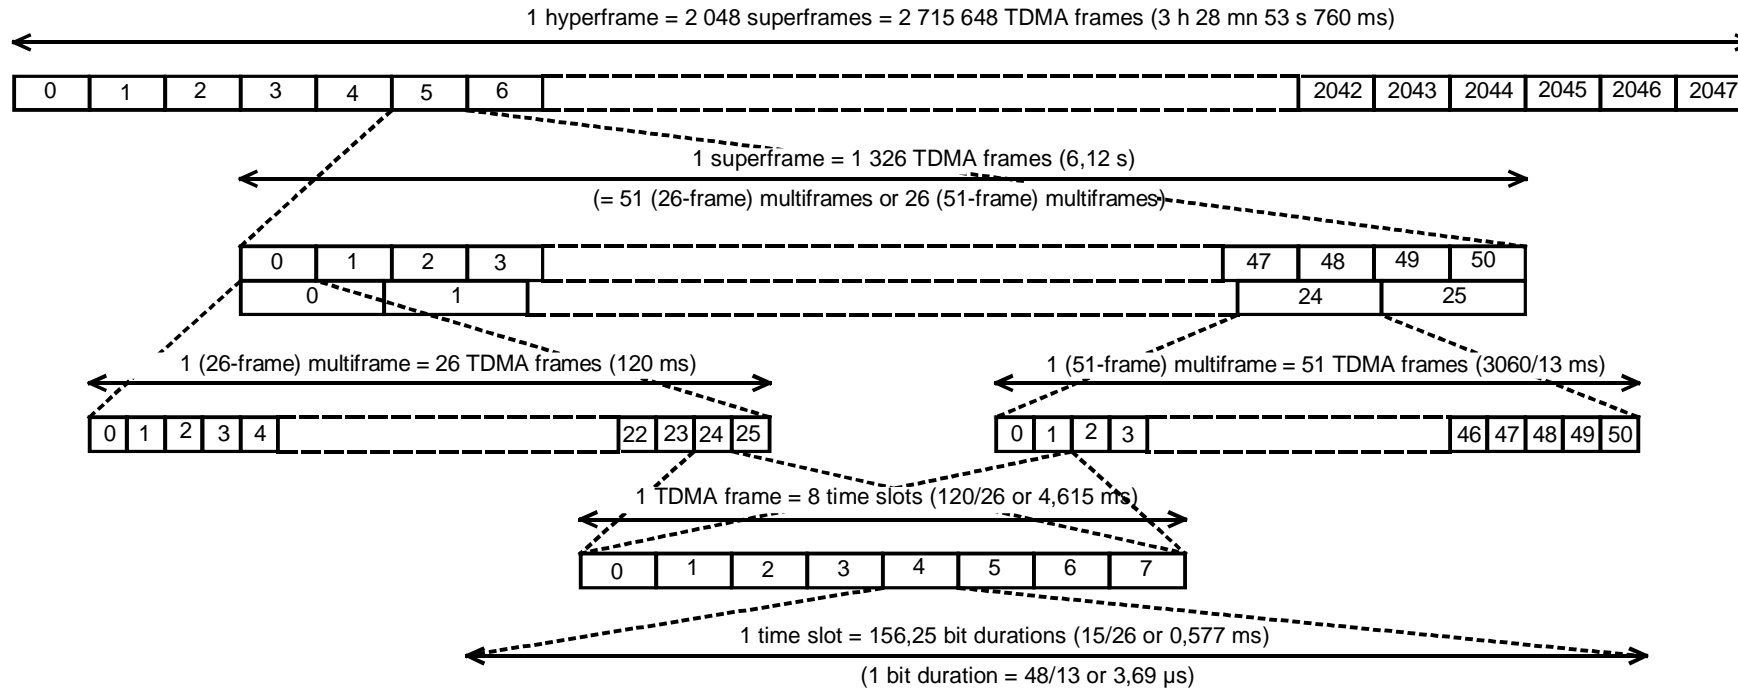 1 hyperframe = 2 048 superframes = 2 715 648 TDMA frames (3 h 28 mn 53 s 760 ms)
0 1 2 3 4 5 6 2042 2043 2044 2045 2046 2047
1 superframe = 1 326 TDMA frames (6,12 s)
(= 51 (26-frame) multiframes or 26 (51-frame) multiframes)
0 1 2 3 47 48 49 50
0 1 24 25
1 (26-frame) multiframe = 26 TDMA frames (120 ms) 1 (51-frame) multiframe = 51 TDMA frames (3060/13 ms)
0 1 2 3 4 22 23 24 25 0 1 2 3 46 47 48 49 50
1 TDMA frame = 8 time slots (120/26 or 4,615 ms)
0 1 2 3 4 5 6 7
1 time slot = 156,25 bit durations (15/26 or 0,577 ms)
(1 bit duration = 48/13 or 3,69 µs)